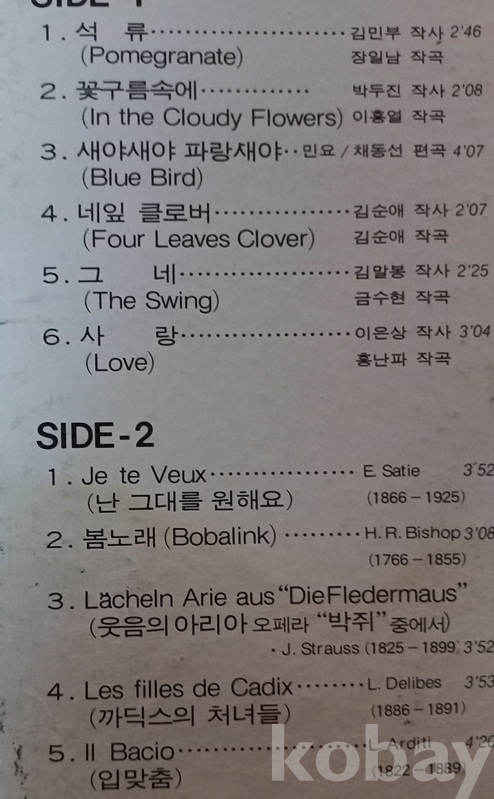 SIDE-1
1. 석 류 ······················ 김민부 작사 2'46
(Pomegranate) 장일남 작곡
2. 꽃구름속에 ············· 박두진 작사 2'08
(In the Cloudy Flowers) 이흥열 작곡
3. 새야새야 파랑새야 ·· 민요 / 채동선 편곡 4'07
(Blue Bird)
4. 네잎 클로버 ················ 김순애 작사 2'07
(Four Leaves Clover) 김순애 작곡
5. 그 네 ···················· 김말봉 작사 2'25
(The Swing) 금수현 작곡
6. 사 랑 ···················· 이은상 작사 3'04
(Love) 홍난파 작곡
SIDE-2
1. Je te Veux ················· E. Satie 3'52
(난 그대를 원해요) (1866-1925)
2. 봄노래 (Bobalink) ········· H. R. Bishop 3'08
(1766-1855)
3. Lächeln Arie aus "Die Fledermaus"
(웃음의 아리아 오페라 "박쥐" 중에서)
· J. Strauss (1825-1899) 3'52
4. Les filles de Cadix ········ L. Delibes 3'53
(까딕스의 처녀들) (1886-1891)
5. Il Bacio ···················· L. Arditi 4'20
(입맞춤) (1822-1889)
kobay